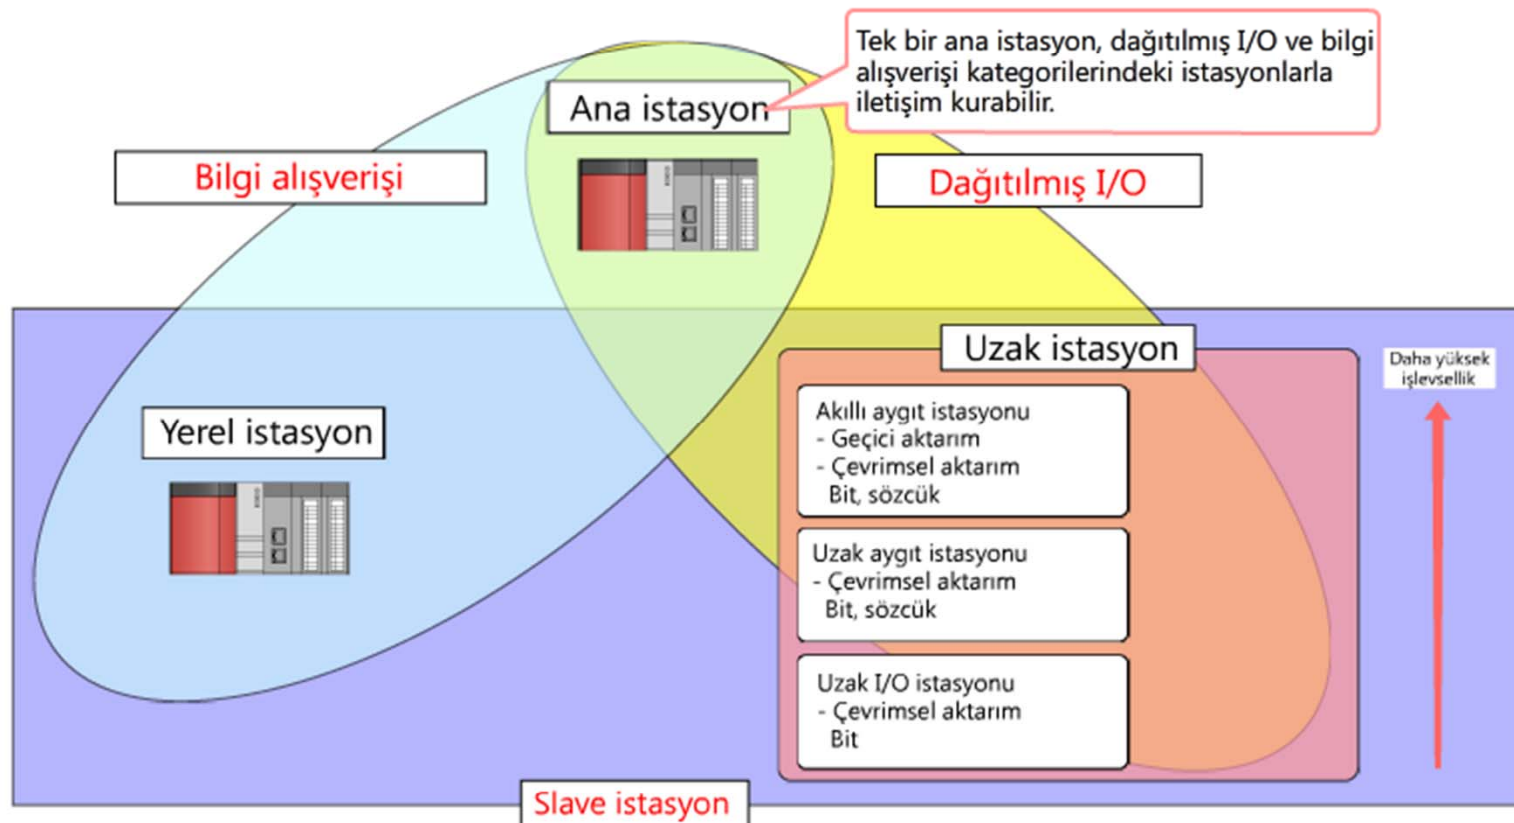 Tek bir ana istasyon, dağıtılmış I/O ve bilgi
alışverişi kategorilerindeki istasyonlarla
iletişim kurabilir.
Ana istasyon
Bilgi alışverişi
Dağıtılmış I/O
Uzak istasyon
Daha yüksek
işlevsellik
Yerel istasyon
Akıllı aygıt istasyonu
- Geçici aktarım
- Çevrimsel aktarım
Bit, sözcük
Uzak aygıt istasyonu
- Çevrimsel aktarım
Bit, sözcük
Uzak I/O istasyonu
- Çevrimsel aktarım
Bit
Slave istasyon